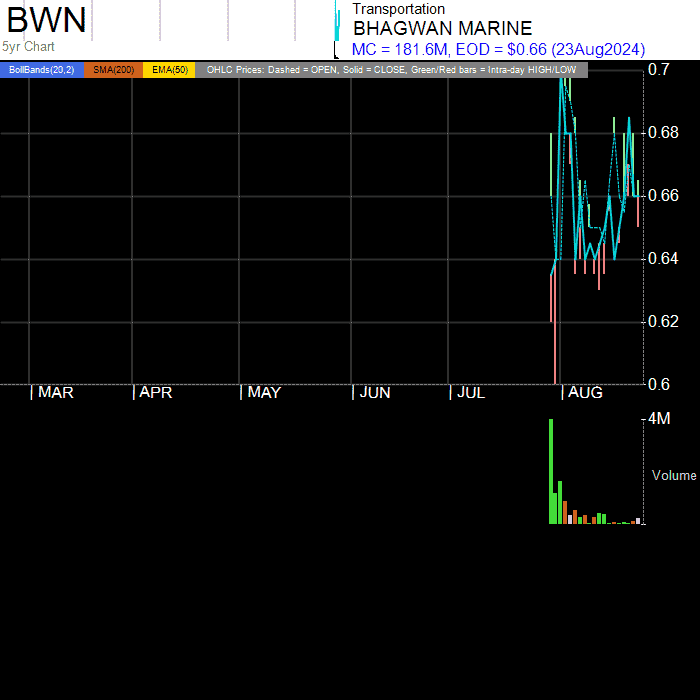 BWN
5yr Chart
Transportation
BHAGWAN MARINE
MC = 181.6M, EOD = $0.66 (23Aug2024)
BollBands(20,2) SMA(200) EMA(50) OHLC Prices: Dashed = OPEN, Solid = CLOSE, Green/Red bars = Intra-day HIGH/LOW
0.7
0.68
0.66
0.64
0.62
0.6
| MAR | APR | MAY | JUN | JUL | AUG
4M
Volume